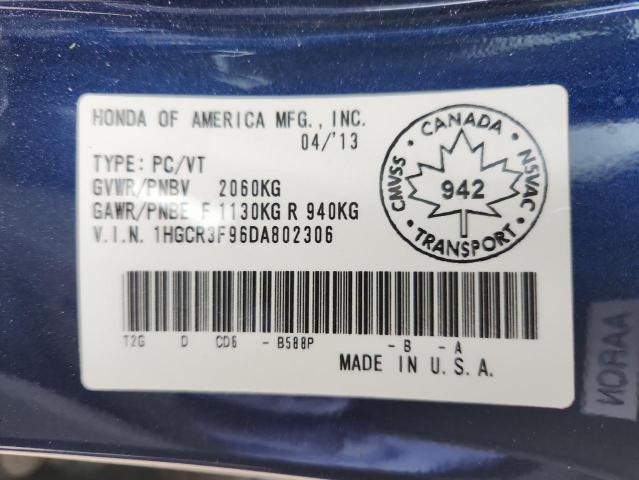 HONDA OF AMERICA MFG., INC.
04/'13
TYPE: PC/VT
GVWR/PNBV 2060KG
GAWR/PNBE F 1130KG R 940KG
V.I.N. 1HGCR3F96DA802306
CANADA
CMVSS
942
NSVAC
TRANSPORT
T2G D CD6 - B588P - B - A
MADE IN U.S.A.
NORAA